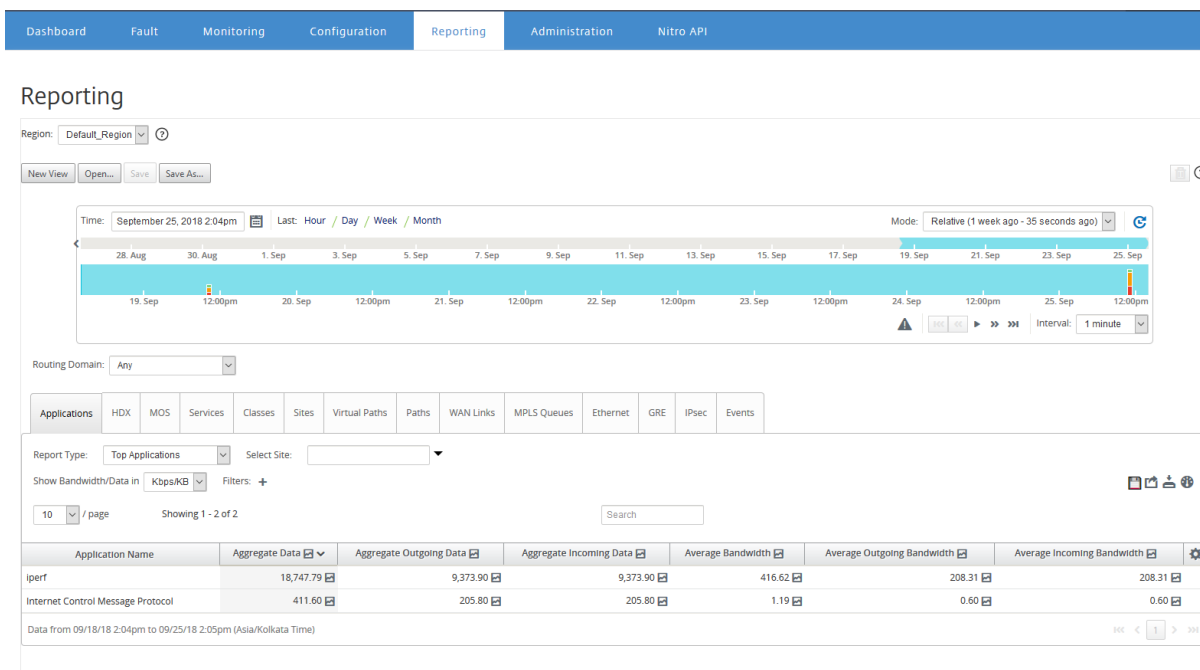 Dashboard Fault Monitoring Configuration Reporting Administration Nitro API
Reporting
Region: Default_Region ?
New View Open... Save Save As...
Time: September 25, 2018 2:04pm Last: Hour / Day / Week / Month Mode: Relative (1 week ago - 35 seconds ago)
28. Aug 30. Aug 1. Sep 3. Sep 5. Sep 7. Sep 9. Sep 11. Sep 13. Sep 15. Sep 17. Sep 19. Sep 21. Sep 23. Sep 25. Sep
19. Sep 12:00pm 20. Sep 12:00pm 21. Sep 12:00pm 22. Sep 12:00pm 23. Sep 12:00pm 24. Sep 12:00pm 25. Sep 12:00pm
Interval: 1 minute
Routing Domain: Any
Applications HDX MOS Services Classes Sites Virtual Paths Paths WAN Links MPLS Queues Ethernet GRE IPsec Events
Report Type: Top Applications Select Site:
Show Bandwidth/Data in Kbps/KB Filters: +
10 / page Showing 1 - 2 of 2 Search
Application Name Aggregate Data Aggregate Outgoing Data Aggregate Incoming Data Average Bandwidth Average Outgoing Bandwidth Average Incoming Bandwidth
iperf 18,747.79 9,373.90 9,373.90 416.62 208.31 208.31
Internet Control Message Protocol 411.60 205.80 205.80 1.19 0.60 0.60
Data from 09/18/18 2:04pm to 09/25/18 2:05pm (Asia/Kolkata Time) 1